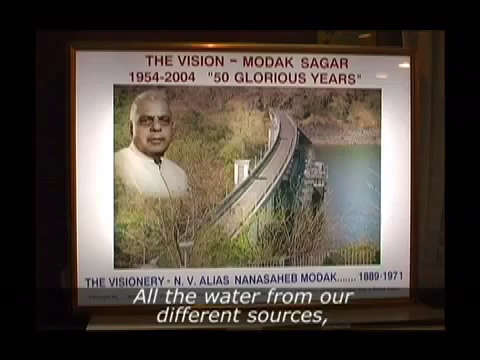 THE VISION - MODAK SAGAR
1954-2004 "50 GLORIOUS YEARS"
THE VISIONERY - N. V. ALIAS NANASAHEB MODAK....... 1889-1971
All the water from our
different sources,